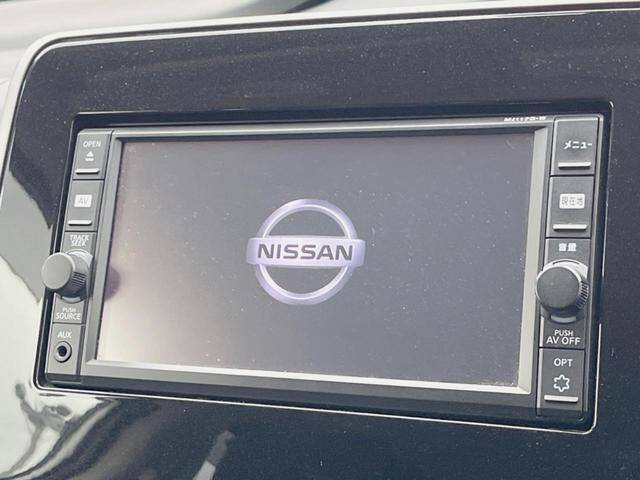 MJ117D-W
OPEN
AV
TRACK
SEEK
PUSH
SOURCE
AUX
NISSAN
メニュー
現在地
音量
PUSH
AV OFF
OPT